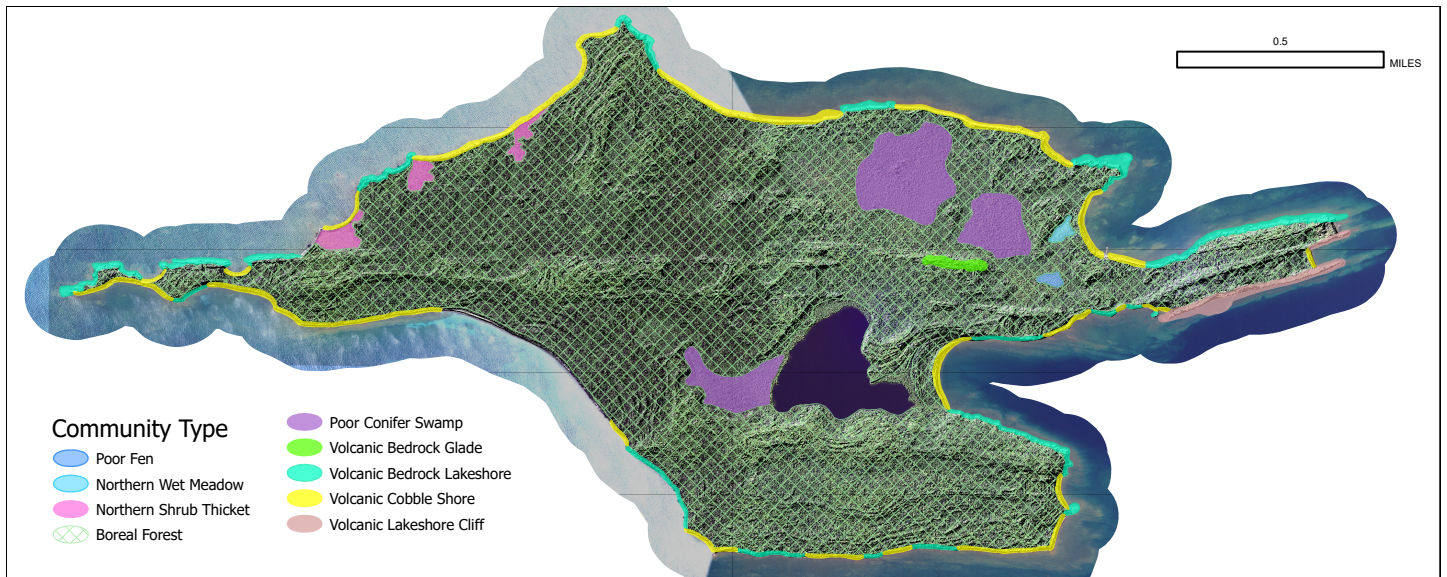 0.5
MILES
Community Type
Poor Fen
Northern Wet Meadow
Northern Shrub Thicket
Boreal Forest
Poor Conifer Swamp
Volcanic Bedrock Glade
Volcanic Bedrock Lakeshore
Volcanic Cobble Shore
Volcanic Lakeshore Cliff